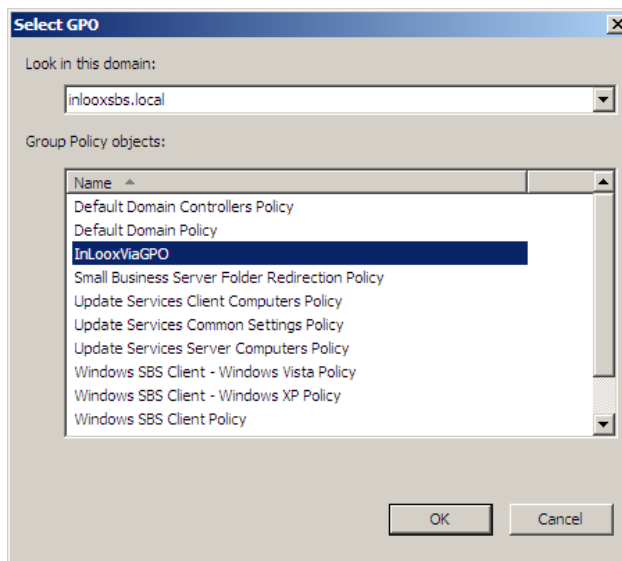 Select GPO
Look in this domain:
inlooxsbs.local
Group Policy objects:
Name
Default Domain Controllers Policy
Default Domain Policy
InLooxViaGPO
Small Business Server Folder Redirection Policy
Update Services Client Computers Policy
Update Services Common Settings Policy
Update Services Server Computers Policy
Windows SBS Client - Windows Vista Policy
Windows SBS Client - Windows XP Policy
Windows SBS Client Policy
OK Cancel